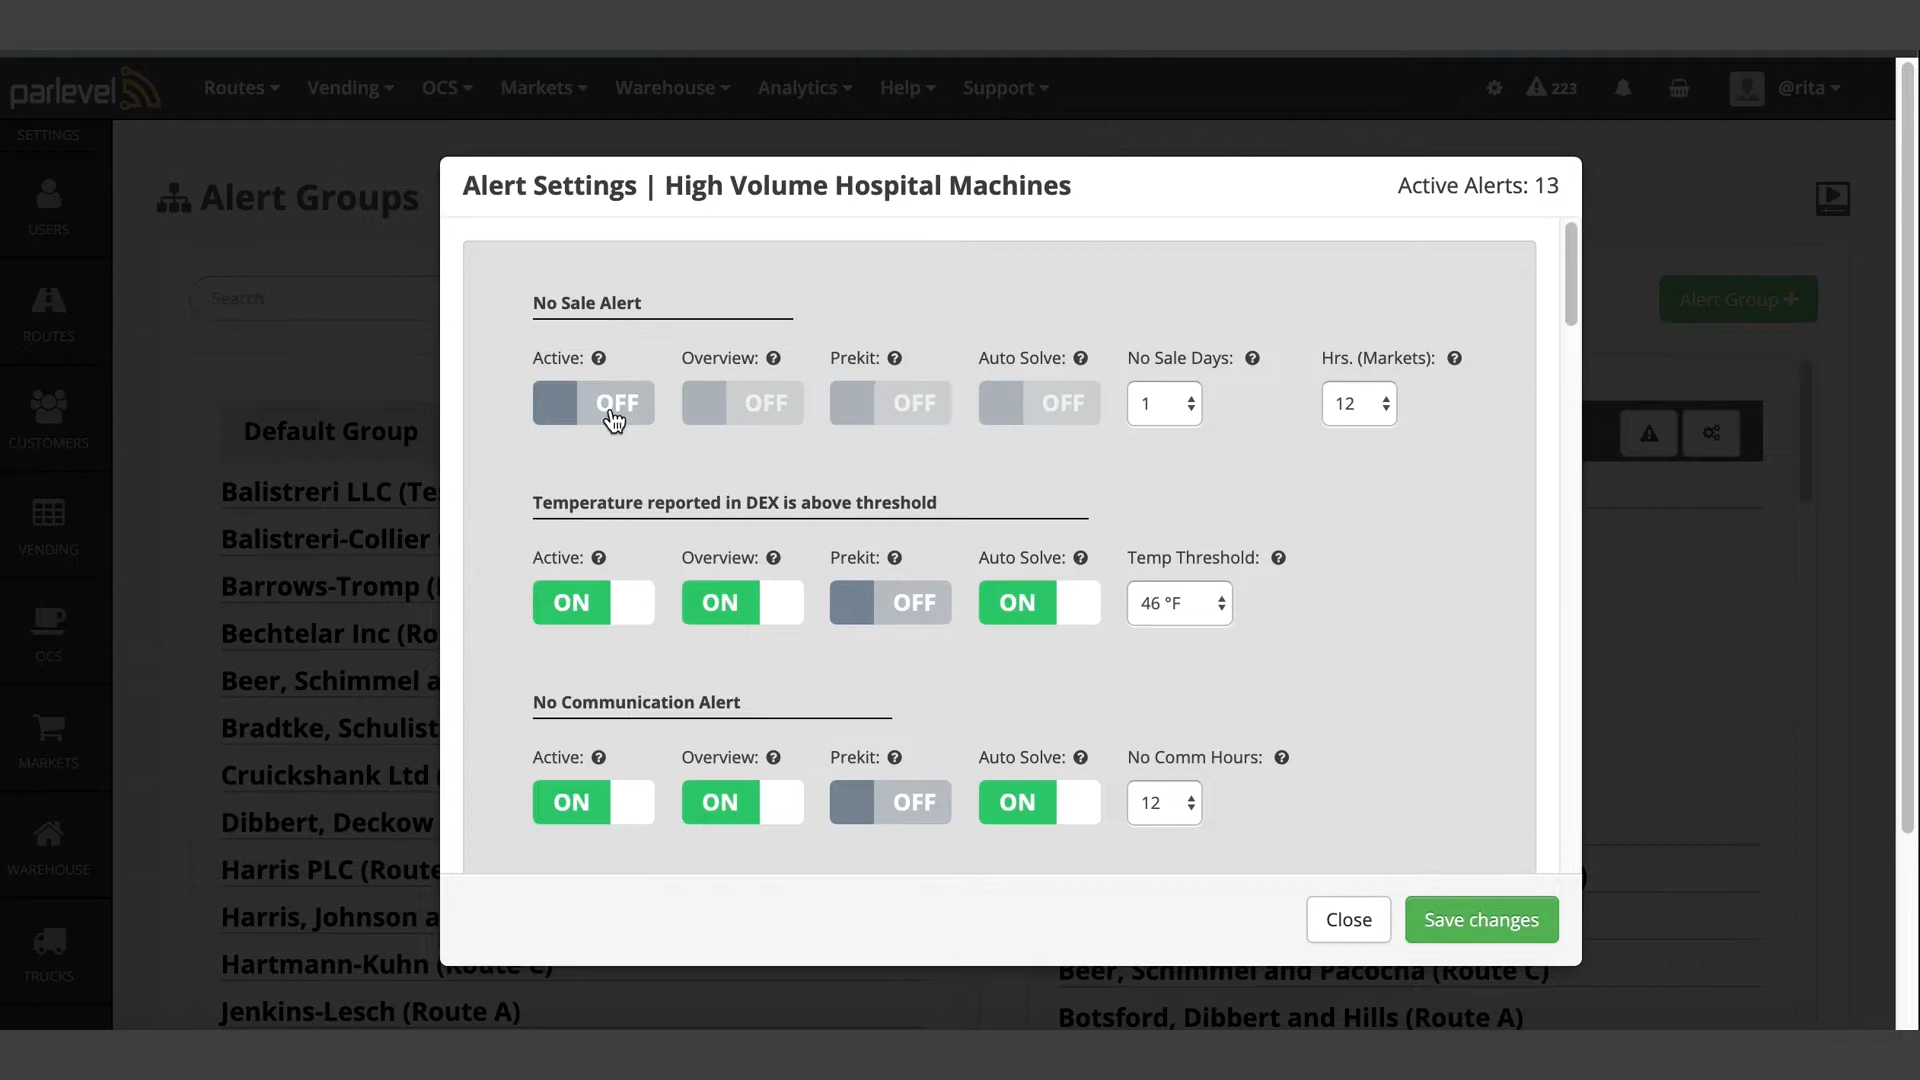 parlevel
Routes Vending OCS Markets Warehouse Analytics Help Support 223 @rita
SETTINGS
USERS
ROUTES
CUSTOMERS
VENDING
OCS
MARKETS
WAREHOUSE
TRUCKS
Alert Groups
Search
Alert Group +
Default Group
Balistreri LLC (Te
Balistreri-Collier
Barrows-Tromp (
Bechtelar Inc (Ro
Beer, Schimmel a
Bradtke, Schulist
Cruickshank Ltd
Dibbert, Deckow
Harris PLC (Route
Harris, Johnson a
Hartmann-Kuhn (Route C)
Jenkins-Lesch (Route A)
Beer, Schimmel and Pacocha (Route C)
Botsford, Dibbert and Hills (Route A)
Alert Settings | High Volume Hospital Machines Active Alerts: 13
No Sale Alert
Active: Overview: Prekit: Auto Solve: No Sale Days: Hrs. (Markets):
OFF OFF OFF OFF 1 12
Temperature reported in DEX is above threshold
Active: Overview: Prekit: Auto Solve: Temp Threshold:
ON ON OFF ON 46 °F
No Communication Alert
Active: Overview: Prekit: Auto Solve: No Comm Hours:
ON ON OFF ON 12
Close Save changes